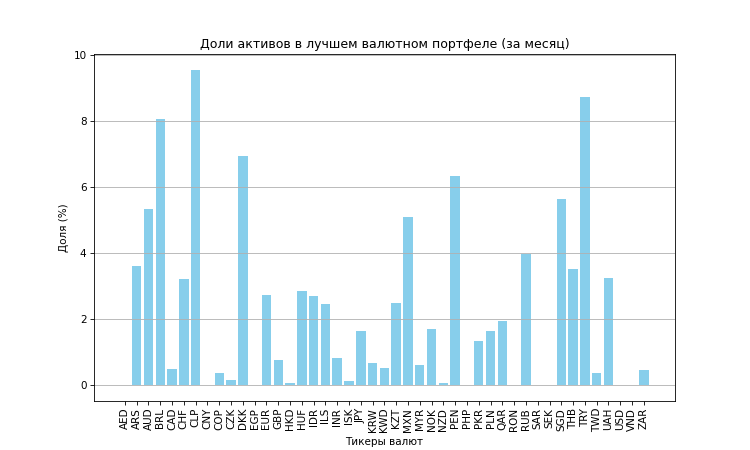 Доли активов в лучшем валютном портфеле (за месяц)
Доля (%)
10
8
6
4
2
0
AED
ARS
AUD
BRL
CAD
CHF
CLP
CNY
COP
CZK
DKK
EGP
EUR
GBP
HKD
HUF
IDR
ILS
INR
ISK
JPY
KRW
KWD
KZT
MXN
MYR
NOK
NZD
PEN
PHP
PKR
PLN
QAR
RON
RUB
SAR
SEK
SGD
THB
TRY
TWD
UAH
USD
VND
ZAR
Тикеры валют